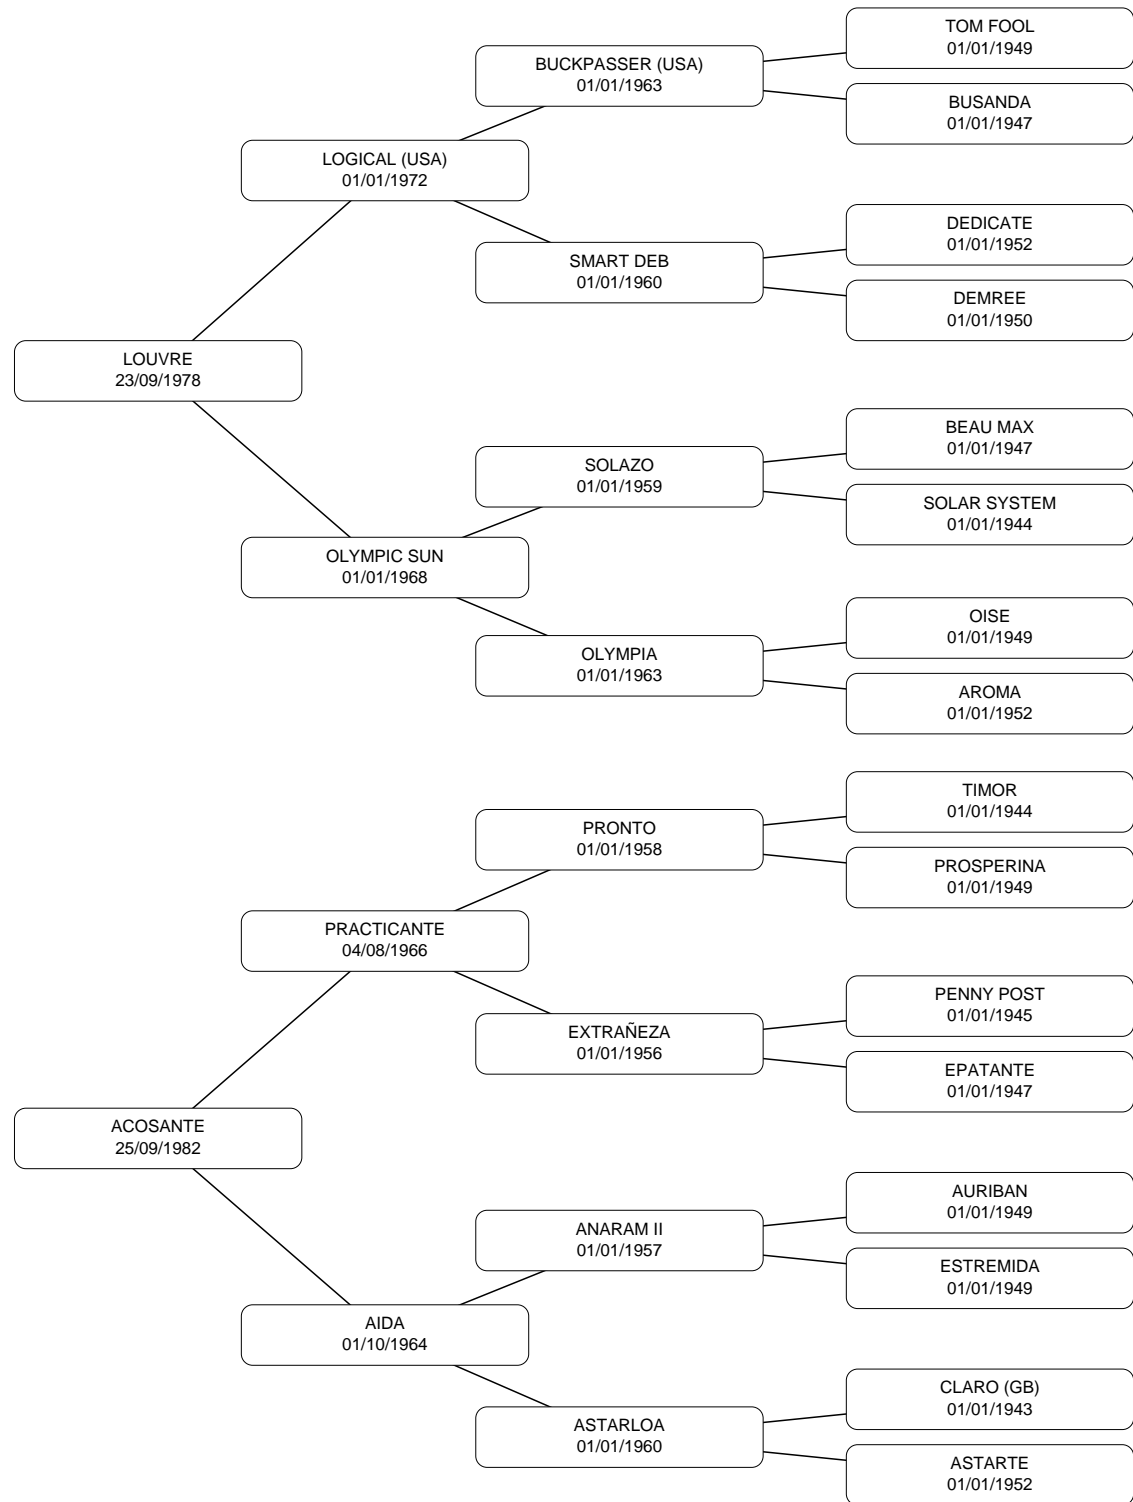 TOM FOOL
01/01/1949
BUCKPASSER (USA)
01/01/1963
BUSANDA
01/01/1947
LOGICAL (USA)
01/01/1972
DEDICATE
01/01/1952
SMART DEB
01/01/1960
DEMREE
01/01/1950
LOUVRE
23/09/1978
BEAU MAX
01/01/1947
SOLAZO
01/01/1959
SOLAR SYSTEM
01/01/1944
OLYMPIC SUN
01/01/1968
OISE
01/01/1949
OLYMPIA
01/01/1963
AROMA
01/01/1952
TIMOR
01/01/1944
PRONTO
01/01/1958
PROSPERINA
01/01/1949
PRACTICANTE
04/08/1966
PENNY POST
01/01/1945
EXTRAÑEZA
01/01/1956
EPATANTE
01/01/1947
ACOSANTE
25/09/1982
AURIBAN
01/01/1949
ANARAM II
01/01/1957
ESTREMIDA
01/01/1949
AIDA
01/10/1964
CLARO (GB)
01/01/1943
ASTARLOA
01/01/1960
ASTARTE
01/01/1952